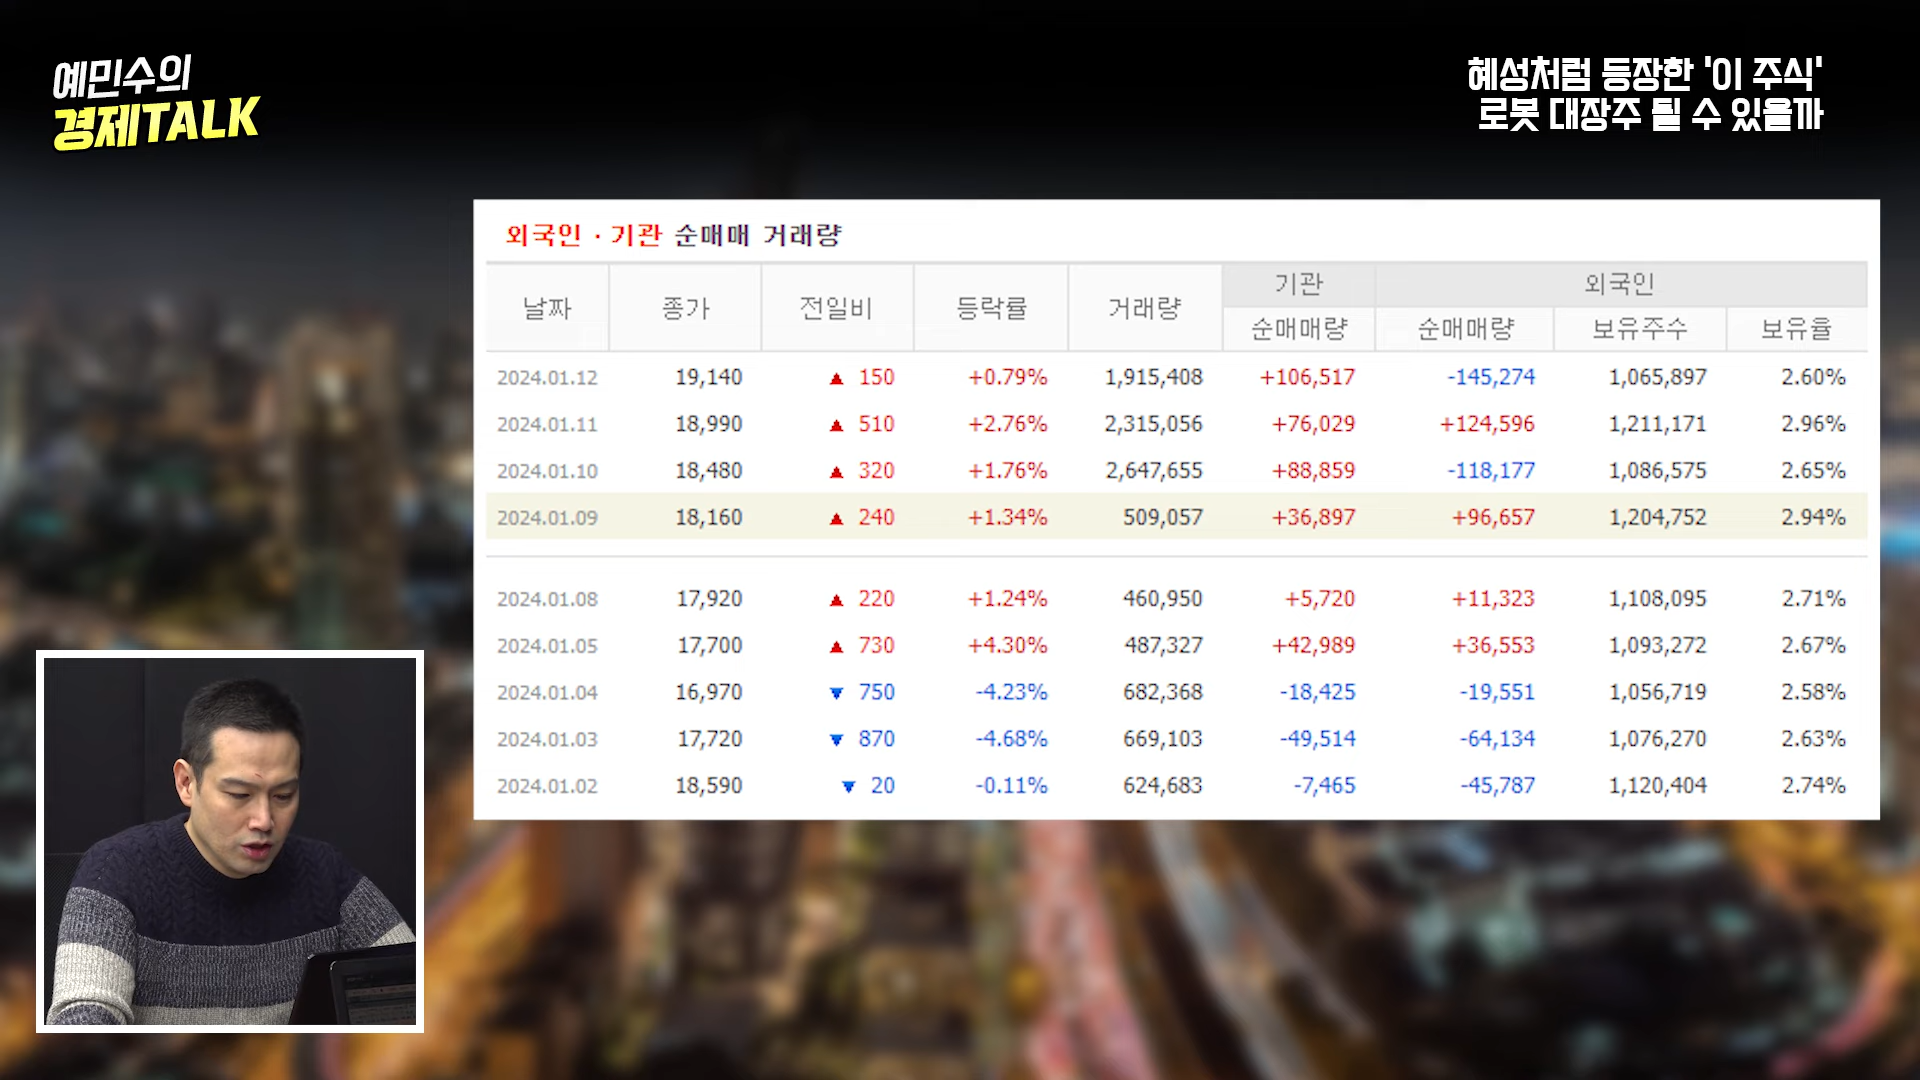 예민수의
경제TALK
혜성처럼 등장한 '이 주식'
로봇 대장주 될 수 있을까
외국인 · 기관 순매매 거래량
날짜 종가 전일비 등락률 거래량 기관 외국인
순매매량 순매매량 보유주수 보유율
2024.01.12 19,140 ▲ 150 +0.79% 1,915,408 +106,517 -145,274 1,065,897 2.60%
2024.01.11 18,990 ▲ 510 +2.76% 2,315,056 +76,029 +124,596 1,211,171 2.96%
2024.01.10 18,480 ▲ 320 +1.76% 2,647,655 +88,859 -118,177 1,086,575 2.65%
2024.01.09 18,160 ▲ 240 +1.34% 509,057 +36,897 +96,657 1,204,752 2.94%
2024.01.08 17,920 ▲ 220 +1.24% 460,950 +5,720 +11,323 1,108,095 2.71%
2024.01.05 17,700 ▲ 730 +4.30% 487,327 +42,989 +36,553 1,093,272 2.67%
2024.01.04 16,970 ▼ 750 -4.23% 682,368 -18,425 -19,551 1,056,719 2.58%
2024.01.03 17,720 ▼ 870 -4.68% 669,103 -49,514 -64,134 1,076,270 2.63%
2024.01.02 18,590 ▼ 20 -0.11% 624,683 -7,465 -45,787 1,120,404 2.74%